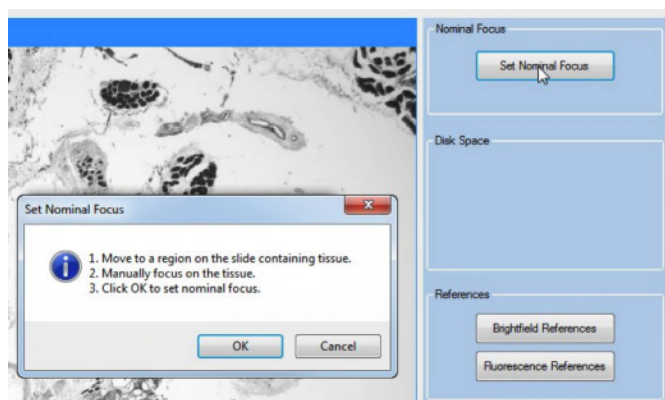 Nominal Focus
Set Nominal Focus
Disk Space
Set Nominal Focus
1. Move to a region on the slide containing tissue.
2. Manually focus on the tissue.
3. Click OK to set nominal focus.
OK
Cancel
References
Brightfield References
Fluorescence References